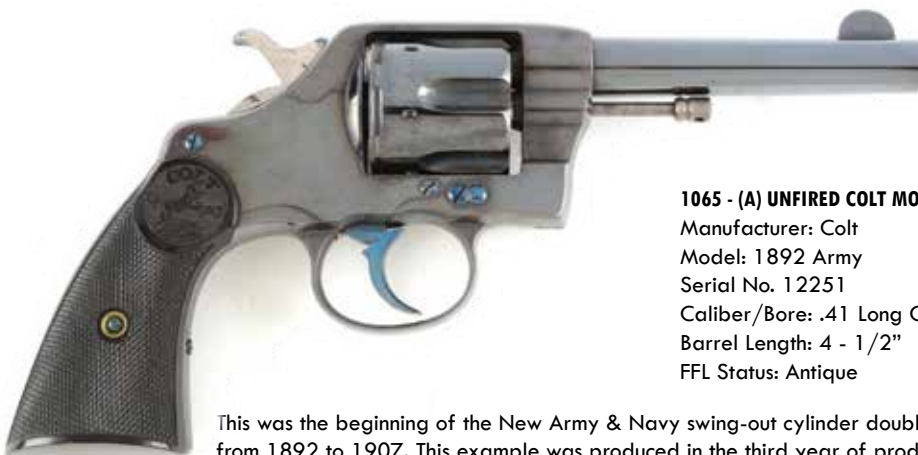 COLT
1065 - (A) UNFIRED COLT MO
Manufacturer: Colt
Model: 1892 Army
Serial No. 12251
Caliber/Bore: .41 Long
Barrel Length: 4 - 1/2”
FFL Status: Antique
This was the beginning of the New Army & Navy swing-out cylinder doubl
from 1892 to 1907. This example was produced in the third year of prod